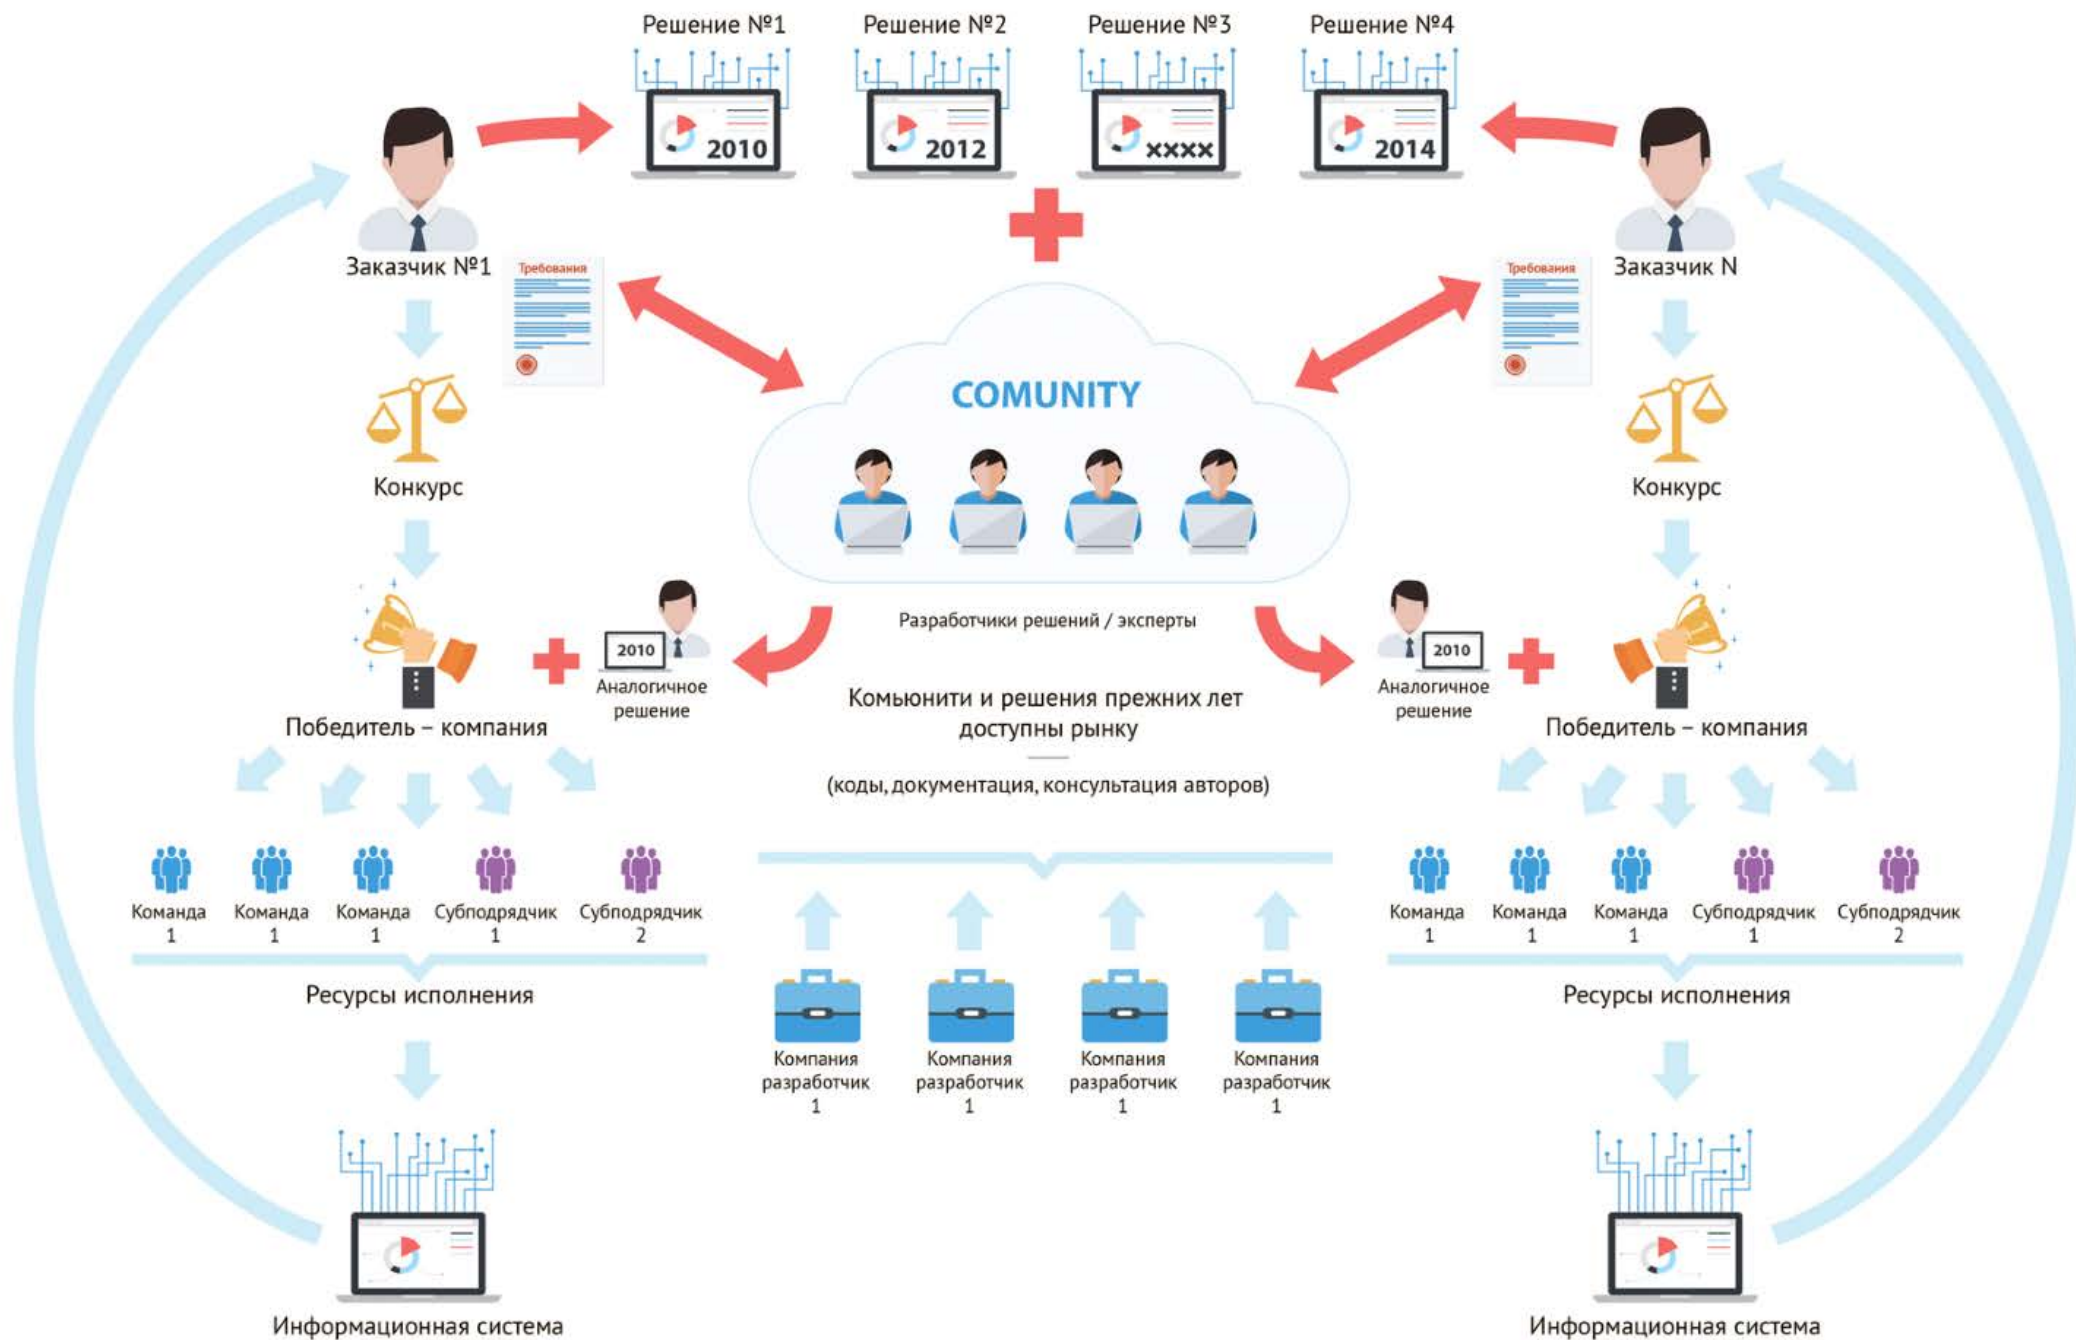 Решение №1
Решение №2
Решение №3
Решение №4
2010
2012
xxxx
2014
Заказчик №1
Требования
Требования
Заказчик N
COMUNITY
Конкурс
Конкурс
Разработчики решений / эксперты
2010
Аналогичное
решение
2010
Аналогичное
решение
Комьюнити и решения прежних лет
доступны рынку
(коды, документация, консультация авторов)
Победитель – компания
Победитель – компания
Команда
1
Команда
1
Команда
1
Субподрядчик
1
Субподрядчик
2
Команда
1
Команда
1
Команда
1
Субподрядчик
1
Субподрядчик
2
Ресурсы исполнения
Ресурсы исполнения
Компания
разработчик
1
Компания
разработчик
1
Компания
разработчик
1
Компания
разработчик
1
Информационная система
Информационная система